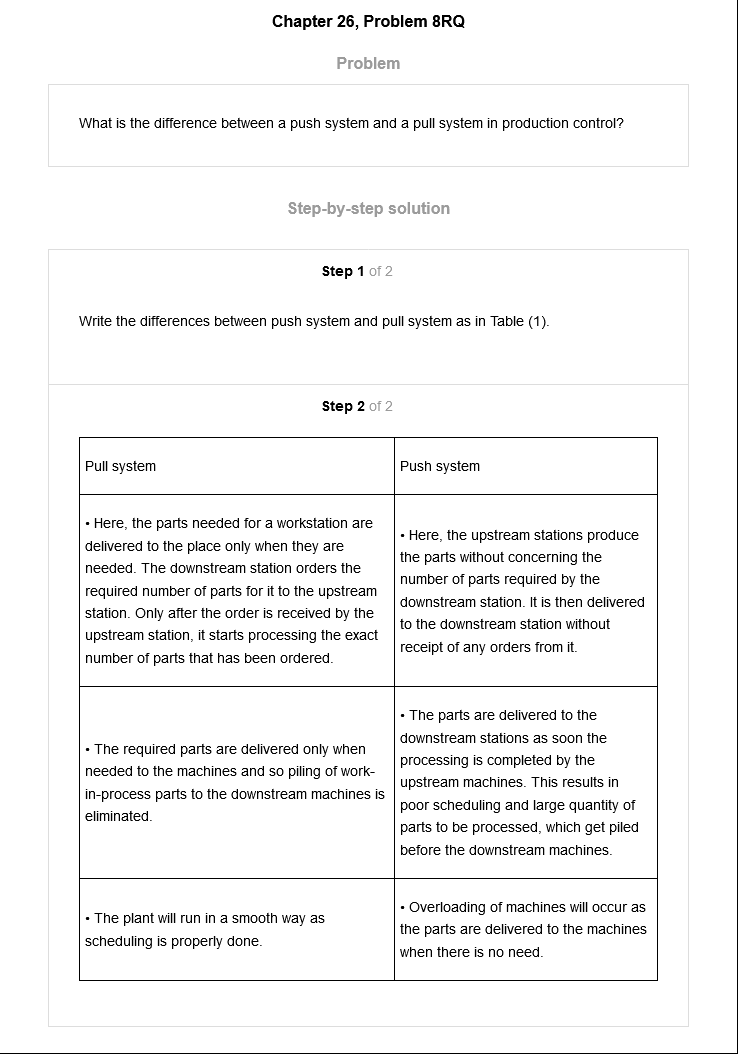 Chapter 26, Problem 8RQ
Problem
What is the difference between a push system and a pull system in production control?
Step-by-step solution
Step 1 of 2
Write the differences between push system and pull system as in Table (1).
Step 2 of 2
Pull system
Push system
• Here, the parts needed for a workstation are
delivered to the place only when they are
needed. The downstream station orders the
required number of parts for it to the upstream
station. Only after the order is received by the
upstream station, it starts processing the exact
number of parts that has been ordered.
• Here, the upstream stations produce
the parts without concerning the
number of parts required by the
downstream station. It is then delivered
to the downstream station without
receipt of any orders from it.
• The required parts are delivered only when
needed to the machines and so piling of work-
in-process parts to the downstream machines is
eliminated.
• The parts are delivered to the
downstream stations as soon the
processing is completed by the
upstream machines. This results in
poor scheduling and large quantity of
parts to be processed, which get piled
before the downstream machines.
• The plant will run in a smooth way as
scheduling is properly done.
• Overloading of machines will occur as
the parts are delivered to the machines
when there is no need.